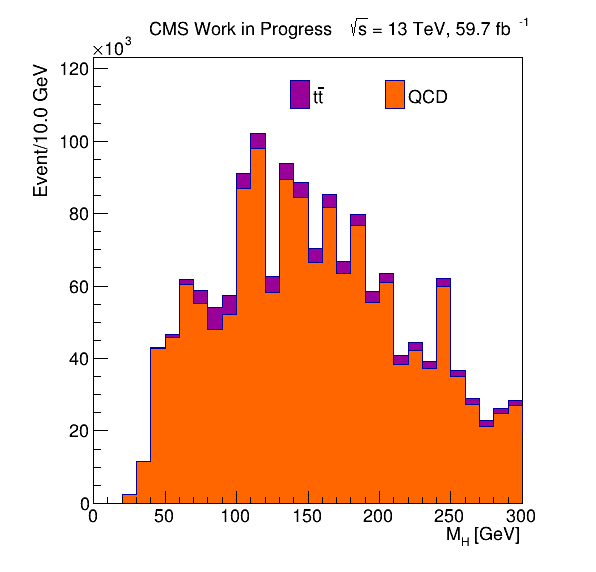 CMS Work in Progress √s = 13 TeV, 59.7 fb⁻¹
×10³
Event/10.0 GeV
120
100
80
60
40
20
0
tt̄
QCD
0 50 100 150 200 250 300
M_H [GeV]